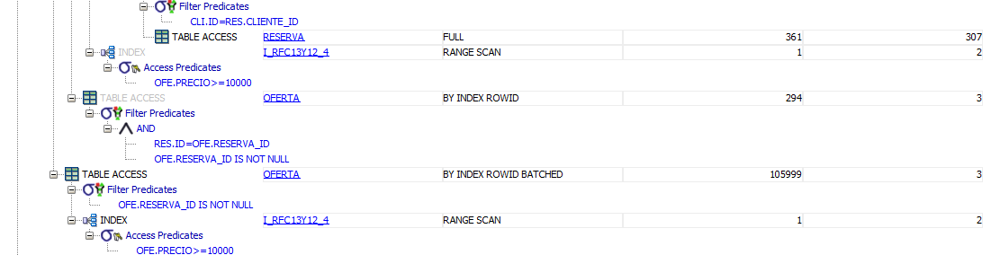 Filter Predicates
CLI.ID=RES.CLIENTE_ID
TABLE ACCESS RESERVA FULL 361 307
INDEX I_RFC13Y12_4 RANGE SCAN 1 2
Access Predicates
OFE.PRECIO>=10000
TABLE ACCESS OFERTA BY INDEX ROWID 294 3
Filter Predicates
AND
RES.ID=OFE.RESERVA_ID
OFE.RESERVA_ID IS NOT NULL
TABLE ACCESS OFERTA BY INDEX ROWID BATCHED 105999 3
Filter Predicates
OFE.RESERVA_ID IS NOT NULL
INDEX I_RFC13Y12_4 RANGE SCAN 1 2
Access Predicates
OFE.PRECIO>=10000